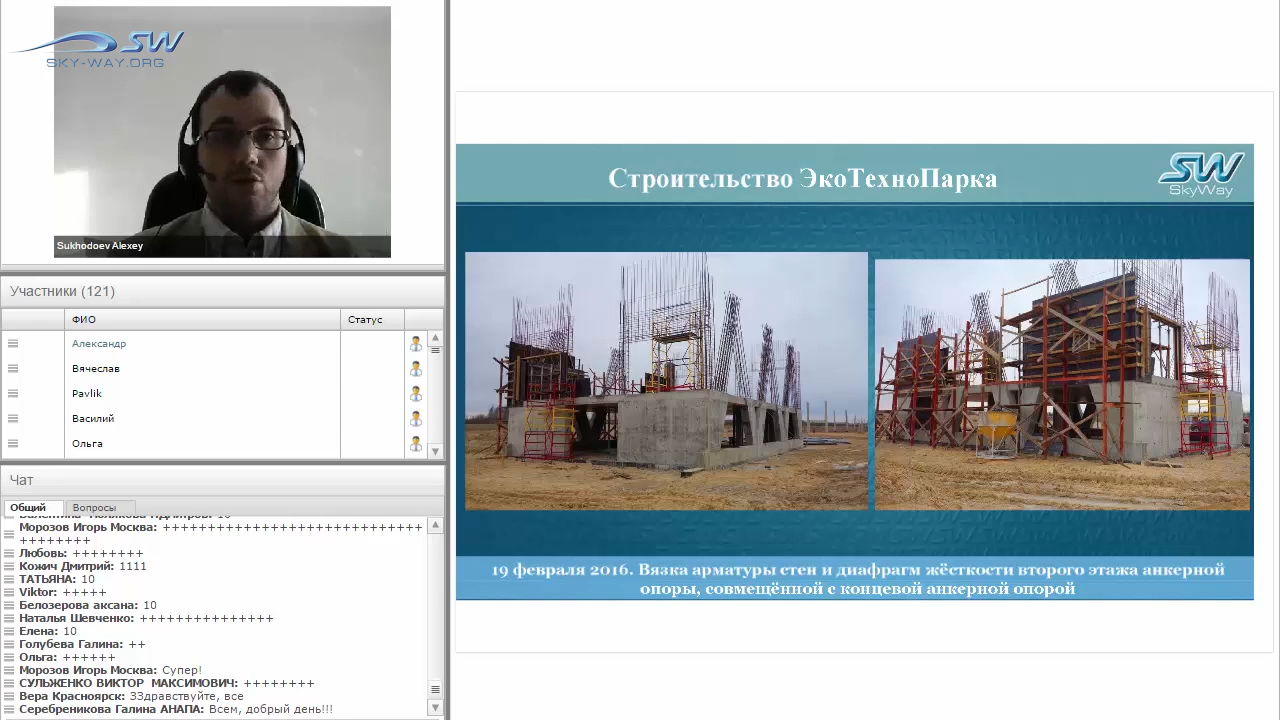 SW
SKY-WAY.ORG
Sukhodoev Alexey
Участники (121)
ФИО Статус
Александр
Вячеслав
Pavlik
Василий
Ольга
Чат
Общий Вопросы
Морозов Игорь Москва: +++++++++++++++++++++++++++++
++++++++
Любовь: ++++++++
Кожич Дмитрий: 1111
ТАТЬЯНА: 10
Viktor: +++++
Белозерова аксана: 10
Наталья Шевченко: +++++++++++++++
Елена: 10
Голубева Галина: ++
Ольга: ++++++
Морозов Игорь Москва: Супер!
СУЛЬЖЕНКО ВИКТОР МАКСИМОВИЧ: ++++++++
Вера Красноярск: ЗЗдравствуйте, все
Серебреникова Галина АНАПА: Всем, добрый день!!!
Строительство ЭкоТехноПарка
SW
SkyWay
19 февраля 2016. Вязка арматуры стен и диафрагм жёсткости второго этажа анкерной
опоры, совмещённой с концевой анкерной опорой